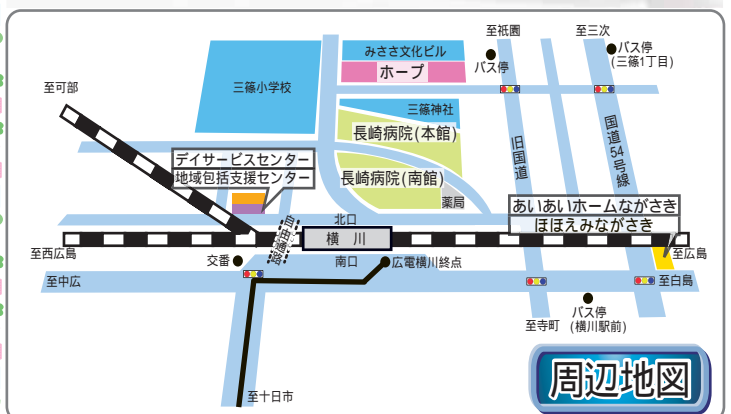 至祇園
至三次
みささ文化ビル
ホープ
バス停
バス停
(三篠1丁目)
至可部
三篠小学校
三篠神社
長崎病院(本館)
旧国道
国道54号線
デイサービスセンター
地域包括支援センター
長崎病院(南館)
薬局
あいあいホームながさき
ほほえみながさき
北口
横川
至西広島
交番
南口
広電横川終点
至広島
至中広
至白島
バス停
(横川駅前)
至寺町
至十日市
周辺地図